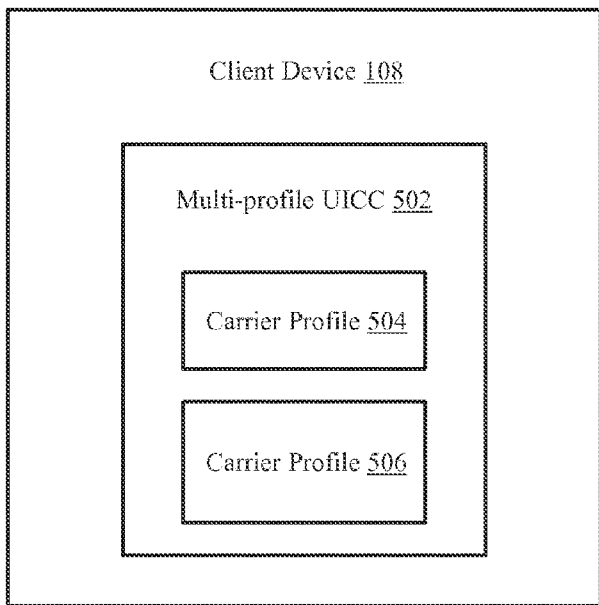 Client Device 108
Multi-profile UICC 502
Carrier Profile 504
Carrier Profile 506